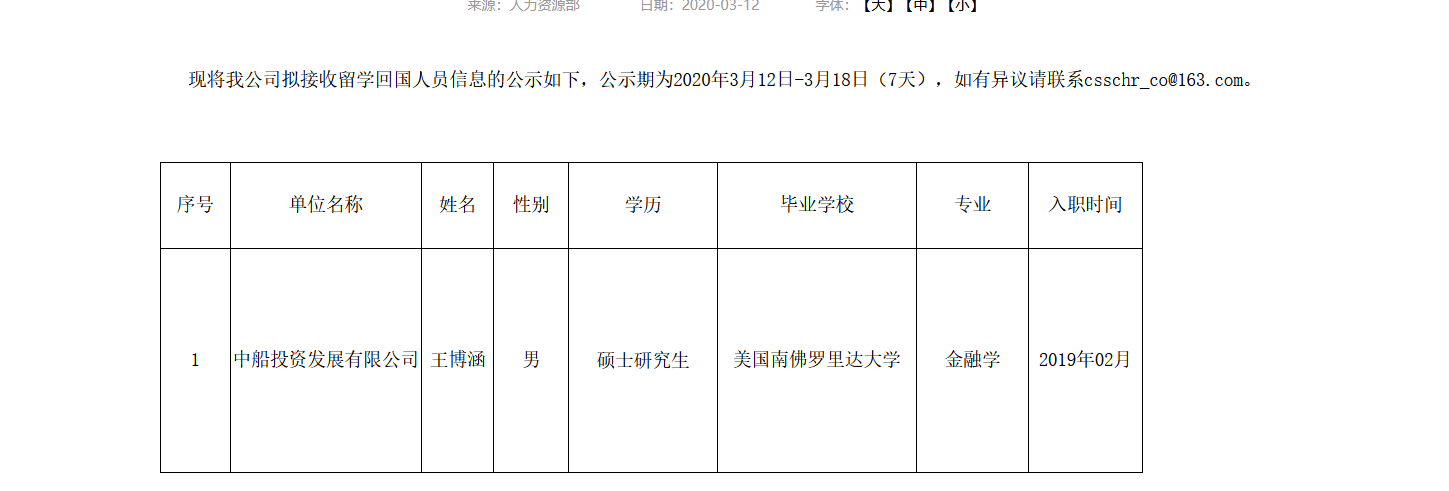 来源：人力资源部 日期：2020-03-12 字体：【大】【中】【小】
现将我公司拟接收留学回国人员信息的公示如下，公示期为2020年3月12日-3月18日（7天），如有异议请联系csschr_co@163.com。
序号 单位名称 姓名 性别 学历 毕业学校 专业 入职时间
1 中船投资发展有限公司 王博涵 男 硕士研究生 美国南佛罗里达大学 金融学 2019年02月